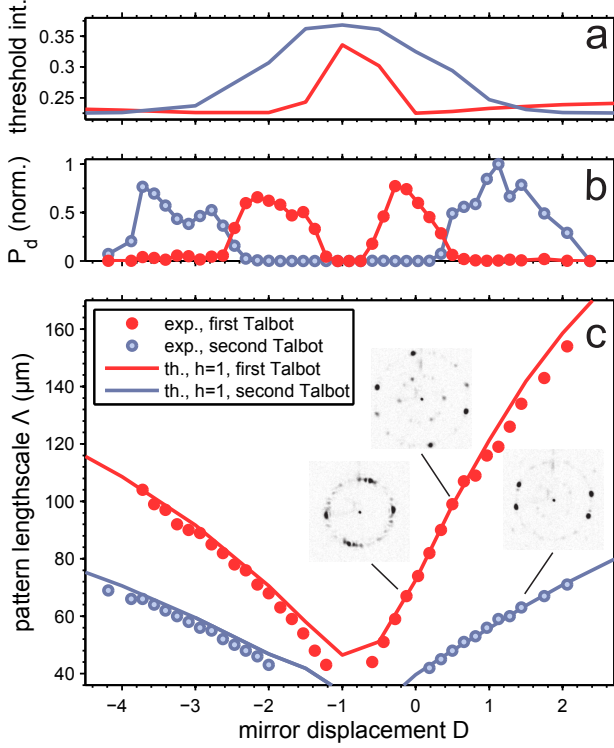 threshold int.
0.35
0.3
0.25
a
P_d (norm.)
1
0.5
0
b
pattern lengthscale Λ (μm)
160
140
120
100
80
60
40
c
exp., first Talbot
exp., second Talbot
th., h=1, first Talbot
th., h=1, second Talbot
−4 −3 −2 −1 0 1 2
mirror displacement D